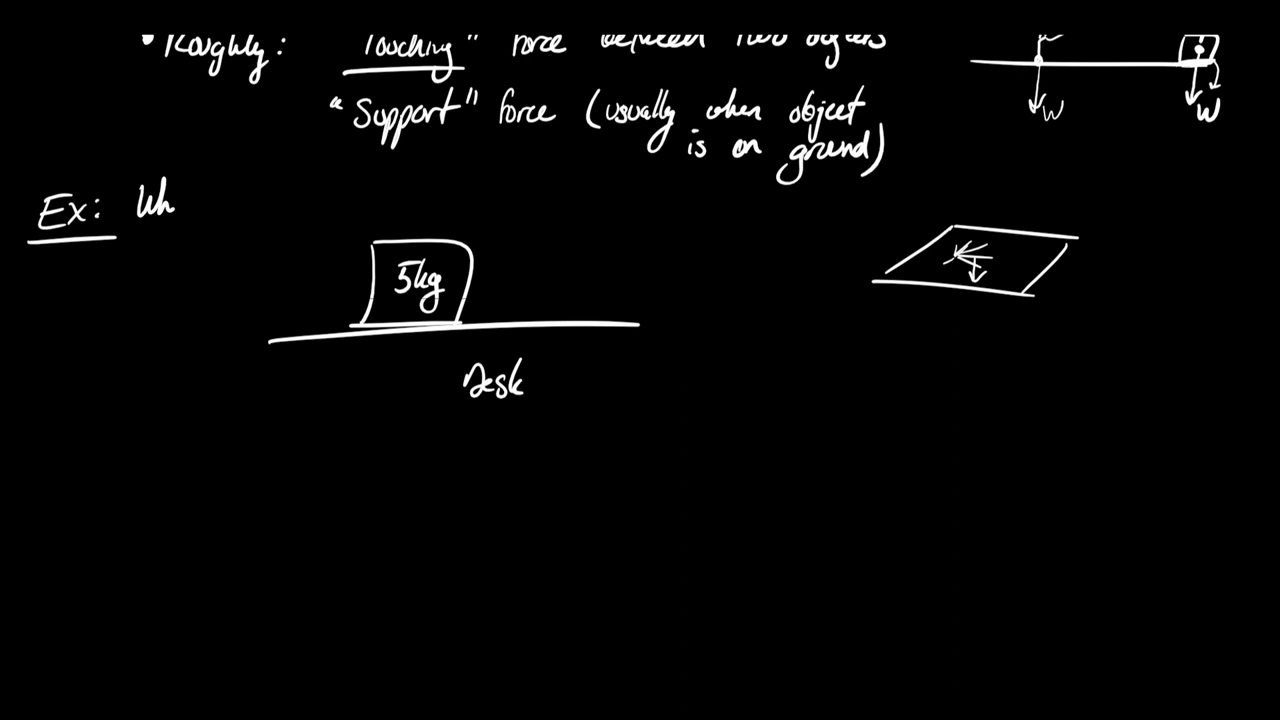 • Roughly: "Touching" force between two objects
W W
"Support" force (usually when object
is on ground)
Ex: Wh
5kg
Desk